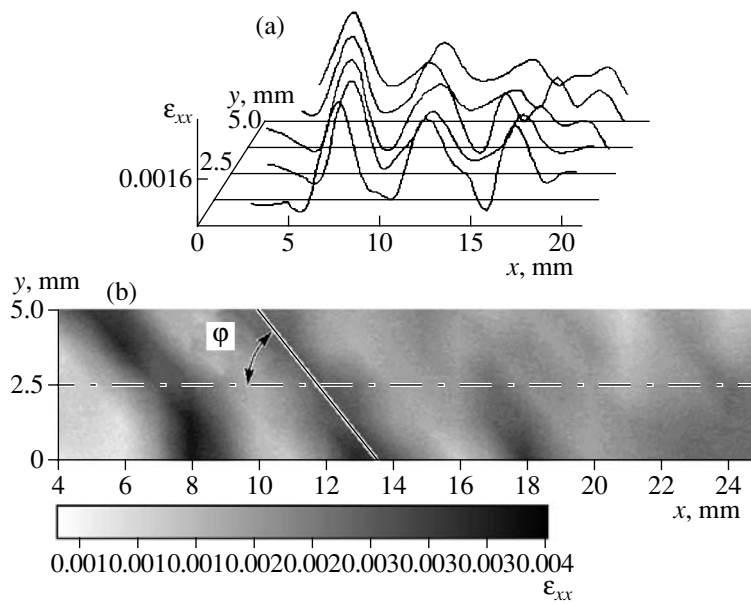 (a)
ε_xx
y, mm
5.0
2.5
0.0016
0 5 10 15 20
x, mm
y, mm (b)
5.0
φ
2.5
0
4 6 8 10 12 14 16 18 20 22 24
x, mm
0.0010.0010.0010.0020.0020.0030.0030.0030.004
ε_xx